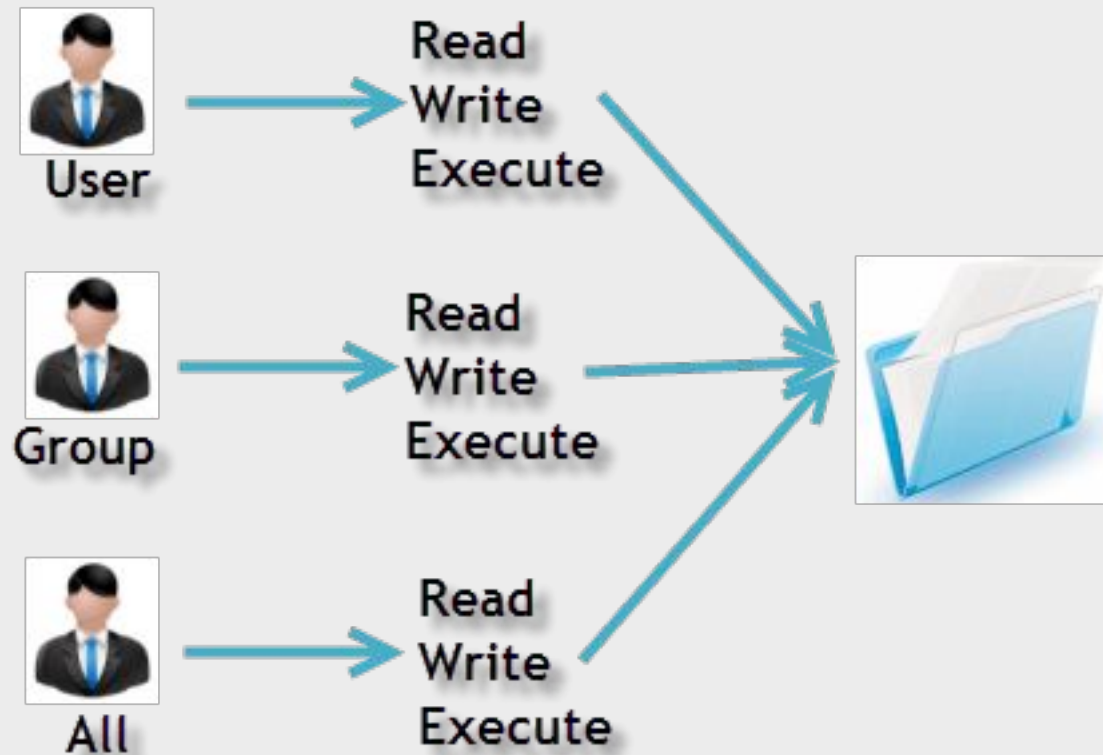 User
Read
Write
Execute
Group
Read
Write
Execute
All
Read
Write
Execute